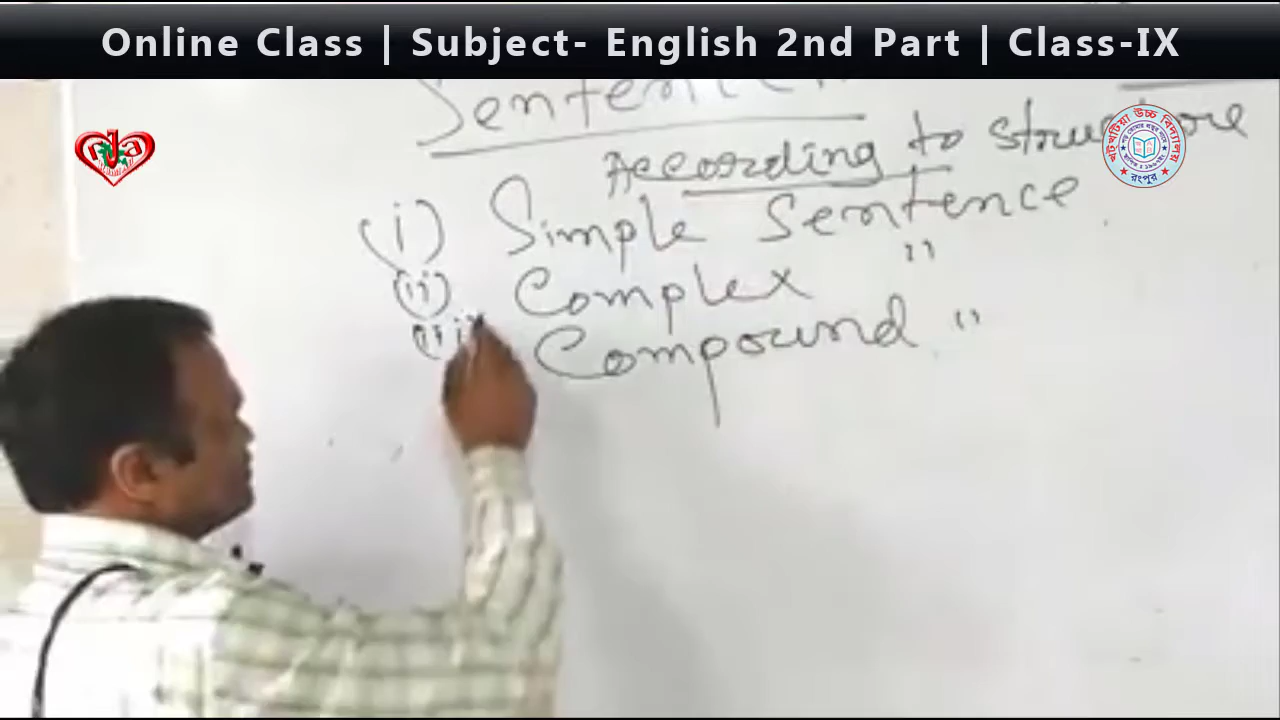 Online Class | Subject- English 2nd Part | Class-IX
Sentence
According to structure
(i) Simple Sentence
(ii) Complex "
(iii Compound "
রংপুর